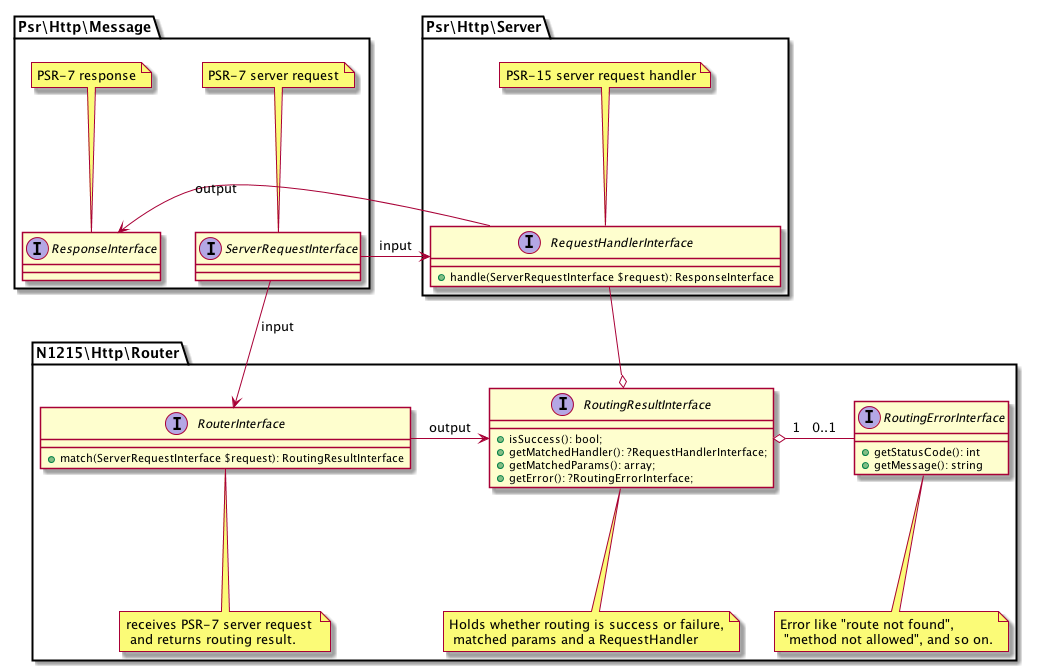 Psr\Http\Message
Psr\Http\Server
PSR-7 response
PSR-7 server request
PSR-15 server request handler
output
I ResponseInterface
I ServerRequestInterface
input
I RequestHandlerInterface
handle(ServerRequestInterface $request): ResponseInterface
input
N1215\Http\Router
I RouterInterface
match(ServerRequestInterface $request): RoutingResultInterface
output
I RoutingResultInterface
isSuccess(): bool;
getMatchedHandler(): ?RequestHandlerInterface;
getMatchedParams(): array;
getError(): ?RoutingErrorInterface;
1 0..1
I RoutingErrorInterface
getStatusCode(): int
getMessage(): string
receives PSR-7 server request
and returns routing result.
Holds whether routing is success or failure,
matched params and a RequestHandler
Error like "route not found",
"method not allowed", and so on.